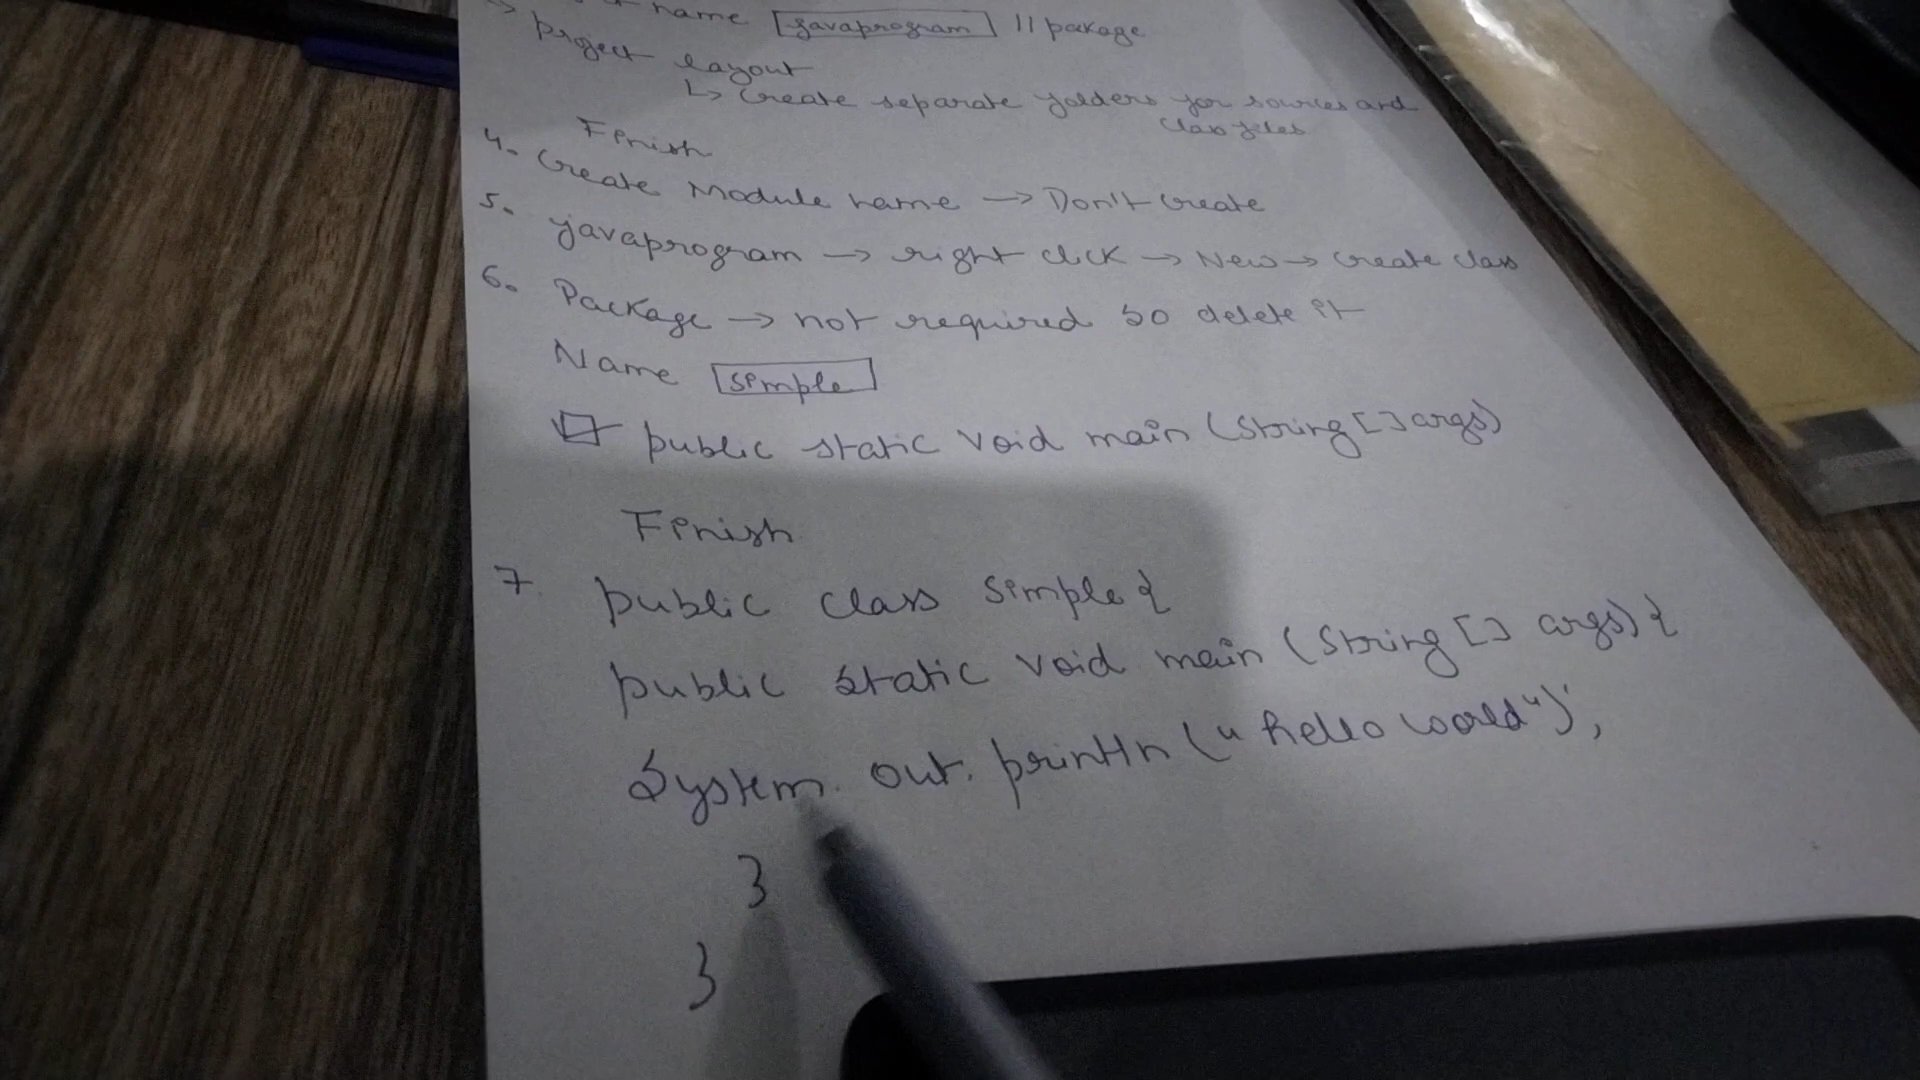 name javaprogram // package
project layout
↳ create separate folders for sources and
class files
Finish
4. Create Module name → Don't create
5. javaprogram → right click → New → create class
6. Package → not required so delete it
Name simple
public static void main (String [] args)
Finish
7. public class simple {
public static void main (String [] args) {
System. out. println (" hello world");
}
}